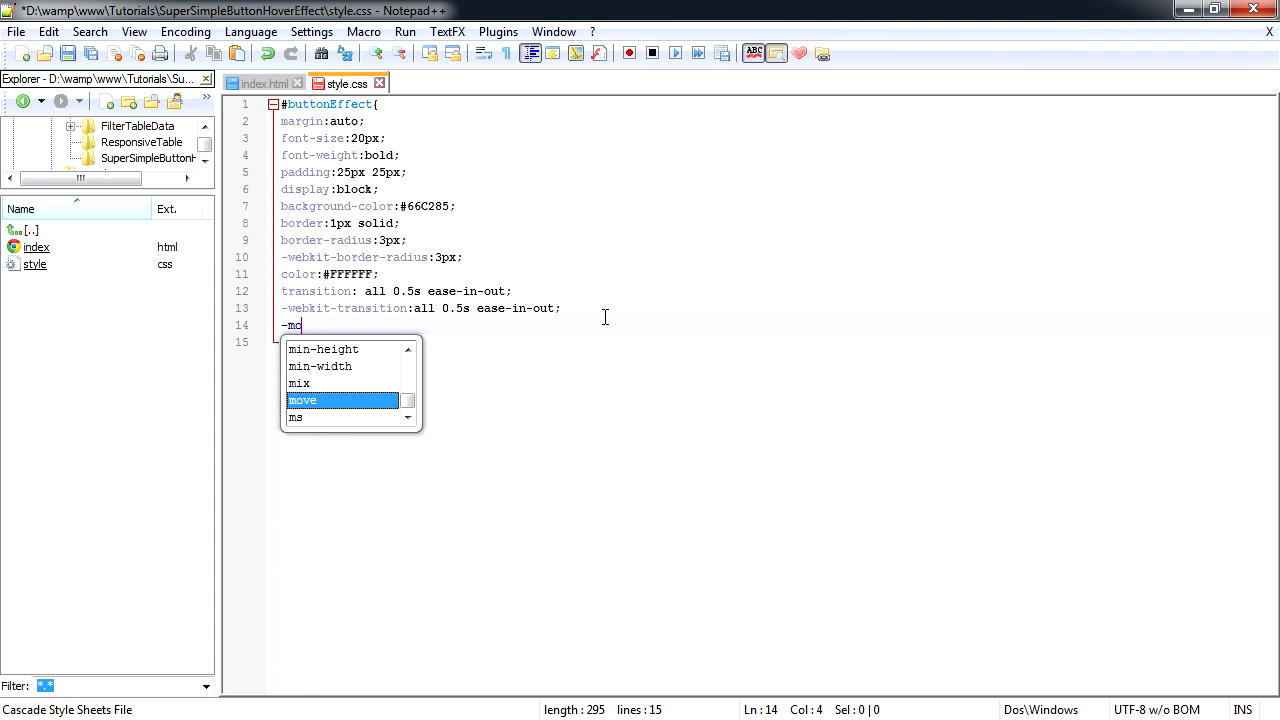 *D:\wamp\www\Tutorials\SuperSimpleButtonHoverEffect\style.css - Notepad++
File Edit Search View Encoding Language Settings Macro Run TextFX Plugins Window ? X
ABC
Explorer - D:\wamp\www\Tutorials\Su...
index.html style.css
FilterTableData
ResponsiveTable
SuperSimpleButtonH
Name Ext.
[..]
index html
style css
1 #buttonEffect{
2 margin:auto;
3 font-size:20px;
4 font-weight:bold;
5 padding:25px 25px;
6 display:block;
7 background-color:#66C285;
8 border:1px solid;
9 border-radius:3px;
10 -webkit-border-radius:3px;
11 color:#FFFFFF;
12 transition: all 0.5s ease-in-out;
13 -webkit-transition:all 0.5s ease-in-out;
14 -mo
15
min-height
min-width
mix
move
ms
Filter: *.*
Cascade Style Sheets File length : 295 lines : 15 Ln : 14 Col : 4 Sel : 0 | 0 Dos\Windows UTF-8 w/o BOM INS